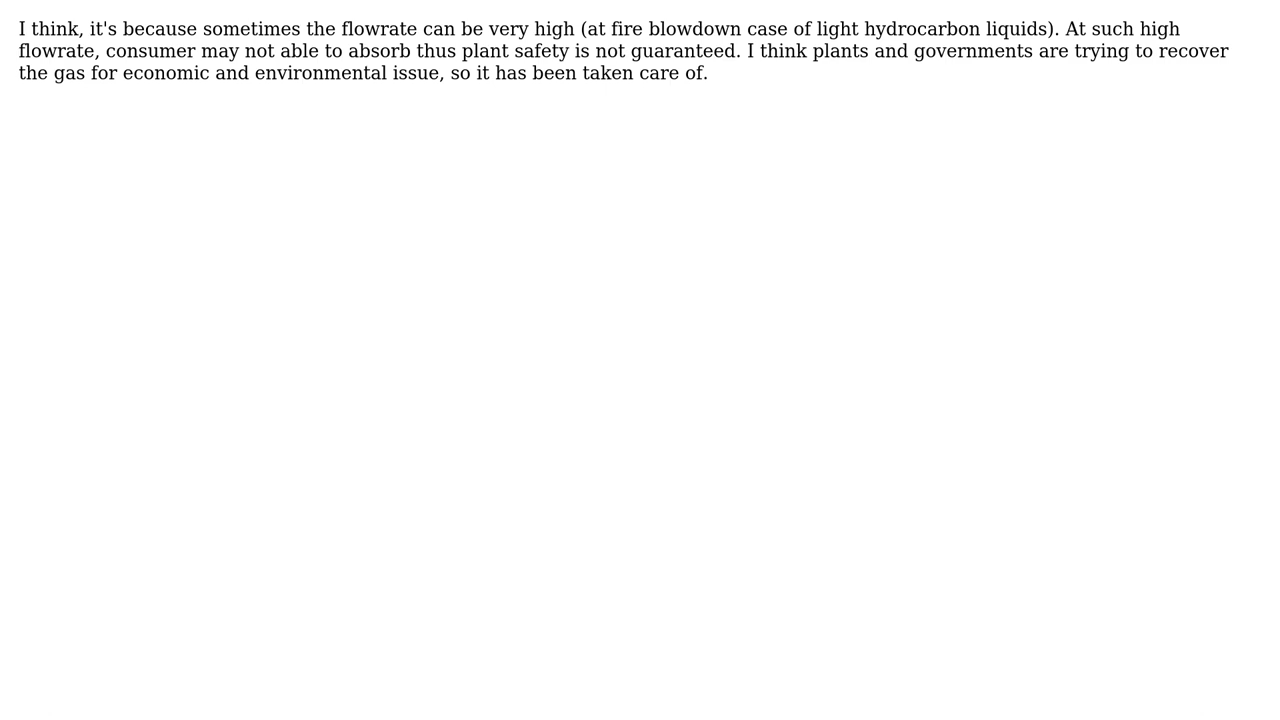 I think, it's because sometimes the flowrate can be very high (at fire blowdown case of light hydrocarbon liquids). At such high
flowrate, consumer may not able to absorb thus plant safety is not guaranteed. I think plants and governments are trying to recover
the gas for economic and environmental issue, so it has been taken care of.